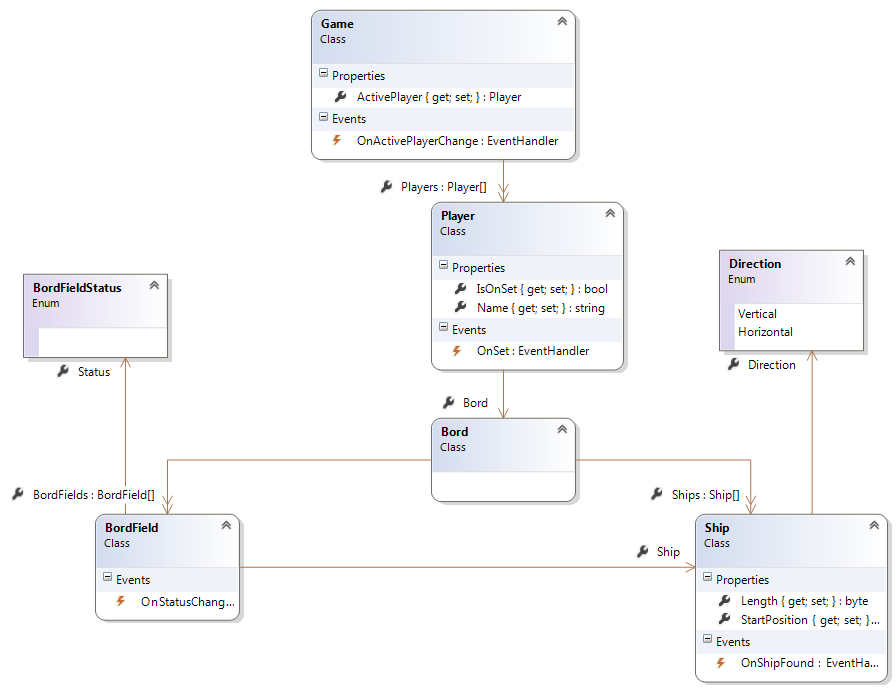 Game
Class
Properties
ActivePlayer { get; set; } : Player
Events
OnActivePlayerChange : EventHandler
Players : Player[]
Player
Class
Properties
IsOnSet { get; set; } : bool
Name { get; set; } : string
Events
OnSet : EventHandler
BordFieldStatus
Enum
Status
Direction
Enum
Vertical
Horizontal
Direction
Bord
Bord
Class
BordFields : BordField[]
Ships : Ship[]
BordField
Class
Events
OnStatusChang...
Ship
Ship
Class
Properties
Length { get; set; } : byte
StartPosition { get; set; }...
Events
OnShipFound : EventHa...